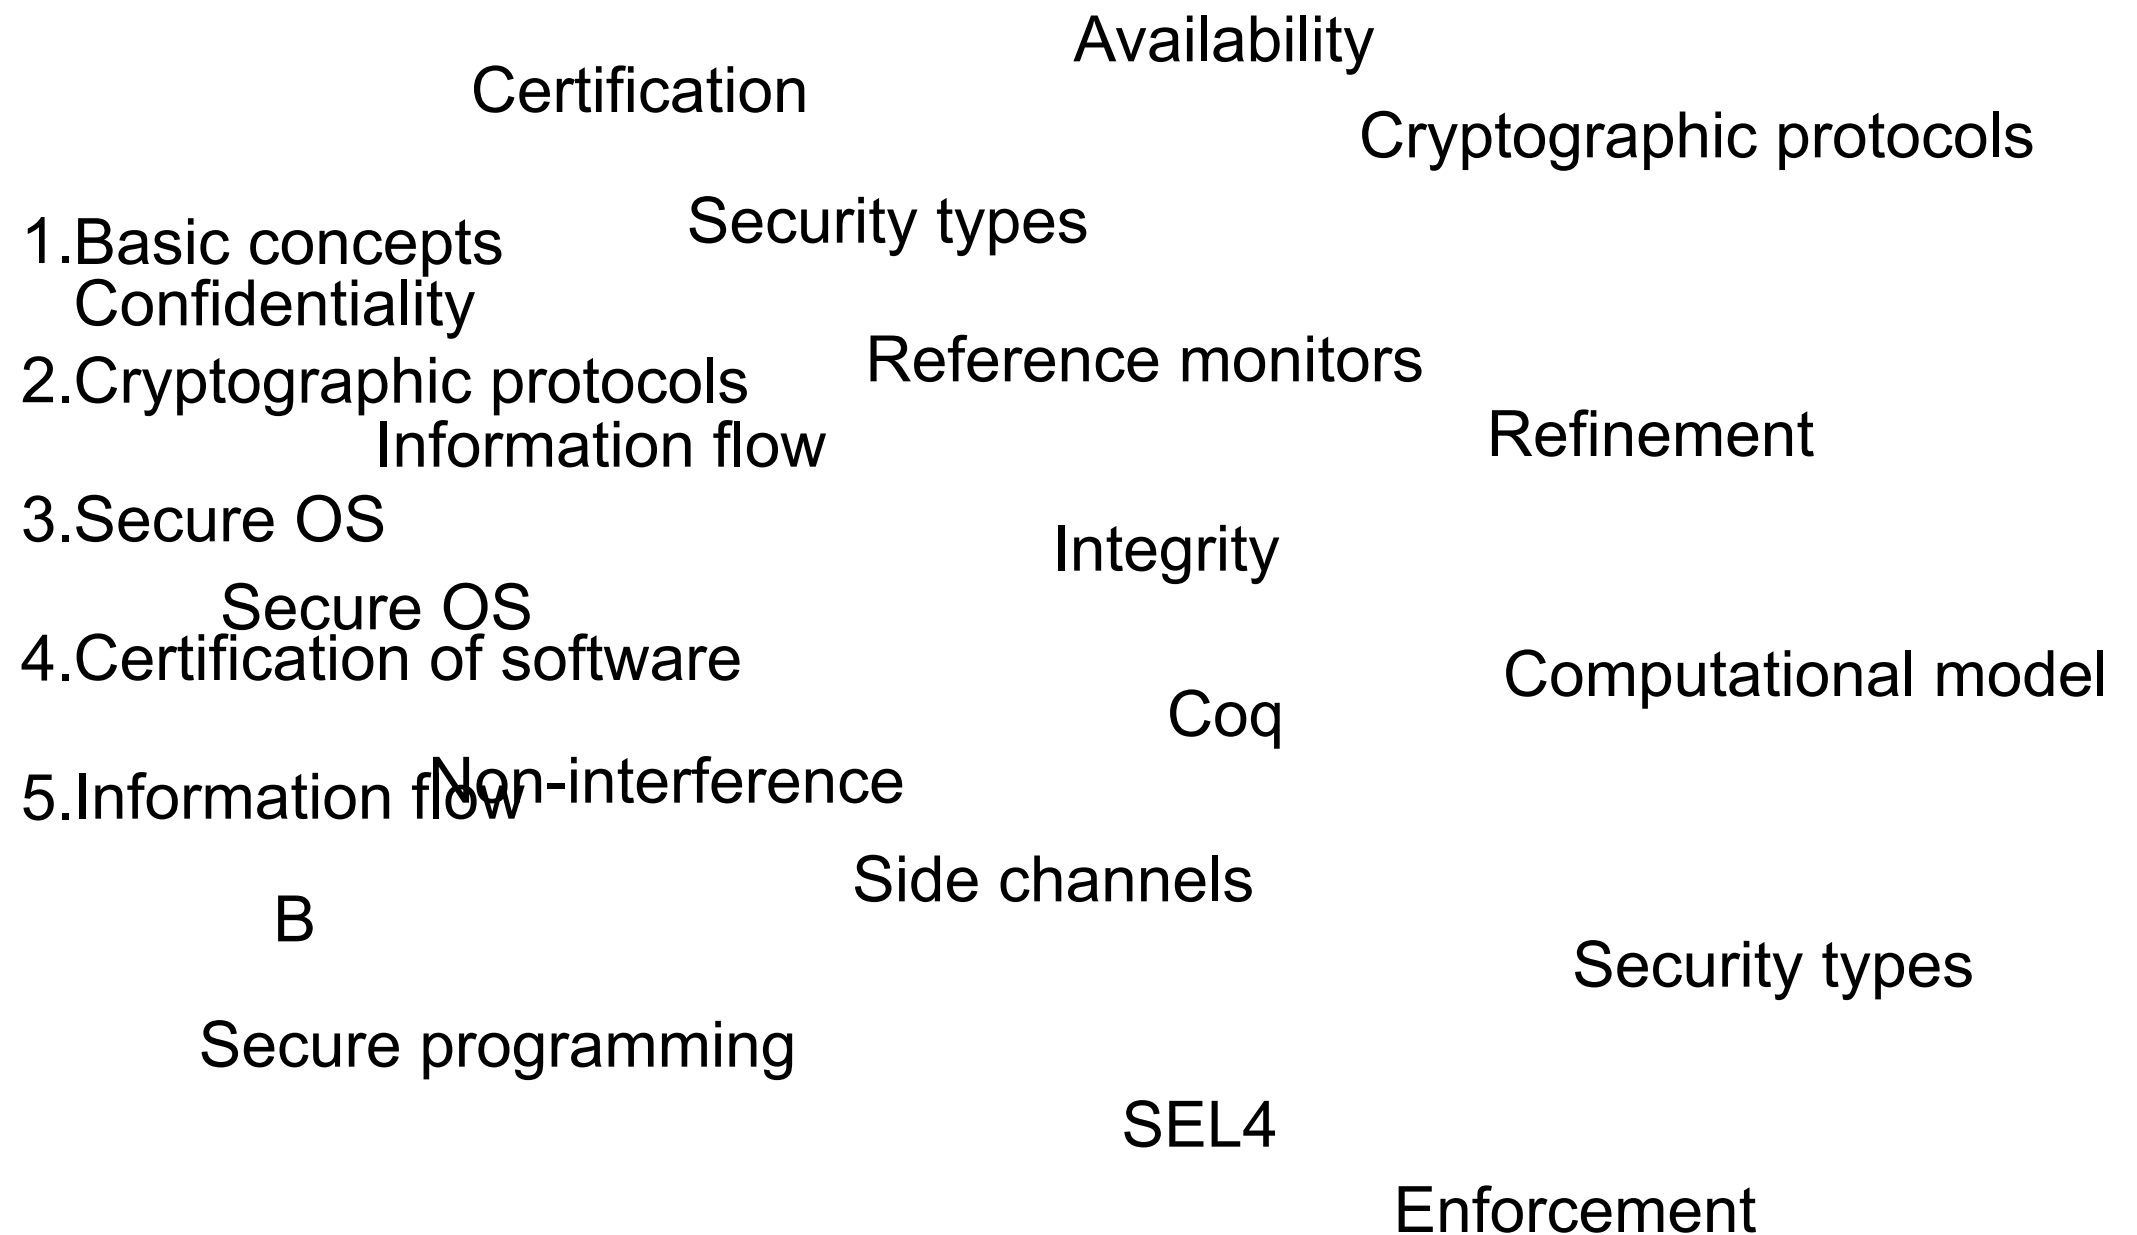 Availability
Certification
Cryptographic protocols
Security types
1.Basic concepts
Confidentiality
Reference monitors
2.Cryptographic protocols
Refinement
Information flow
3.Secure OS
Integrity
Secure OS
4.Certification of software
Computational model
Coq
Non-interference
5.Information flow
Side channels
B
Security types
Secure programming
SEL4
Enforcement